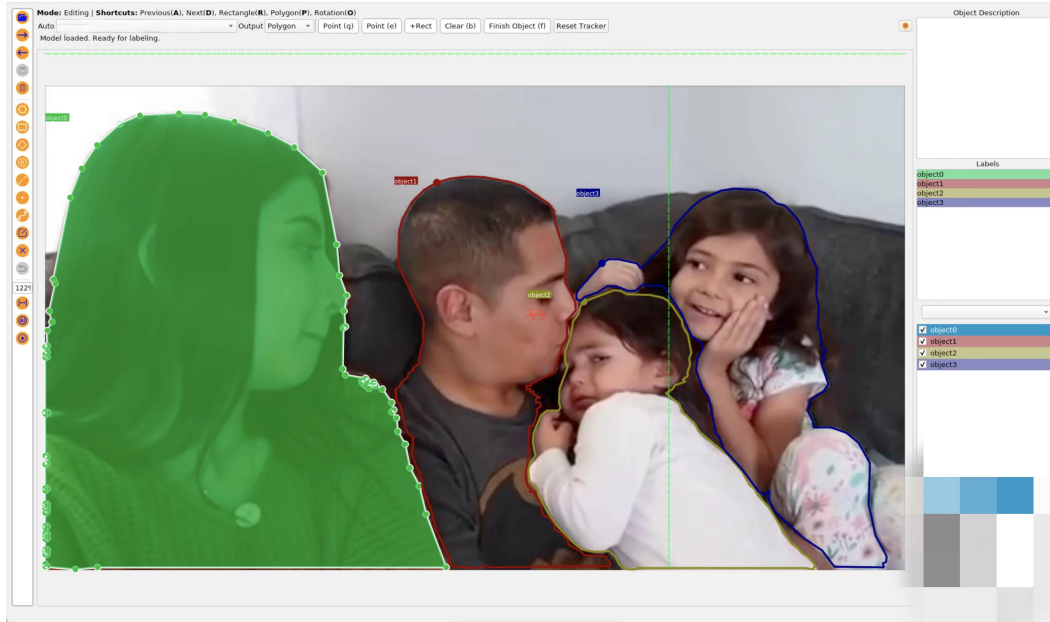 Mode: Editing | Shortcuts: Previous(A), Next(D), Rectangle(R), Polygon(P), Rotation(O)
Object Description
Auto Output Polygon Point (q) Point (e) +Rect Clear (b) Finish Object (f) Reset Tracker
Model loaded. Ready for labeling.
object0
object1
object3
object2
Labels
object0
object1
object2
object3
object0
object1
object2
object3